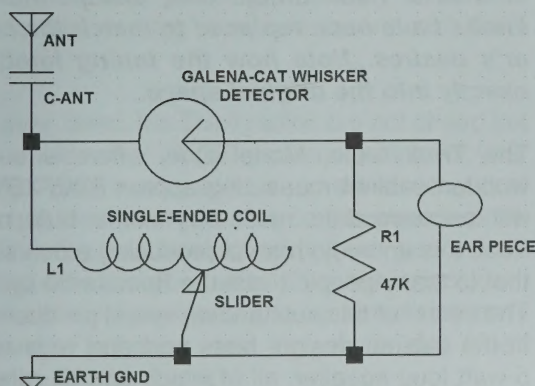 ANT
C-ANT
GALENA-CAT WHISKER
DETECTOR
SINGLE-ENDED COIL
L1
SLIDER
R1
47K
EAR PIECE
EARTH GND